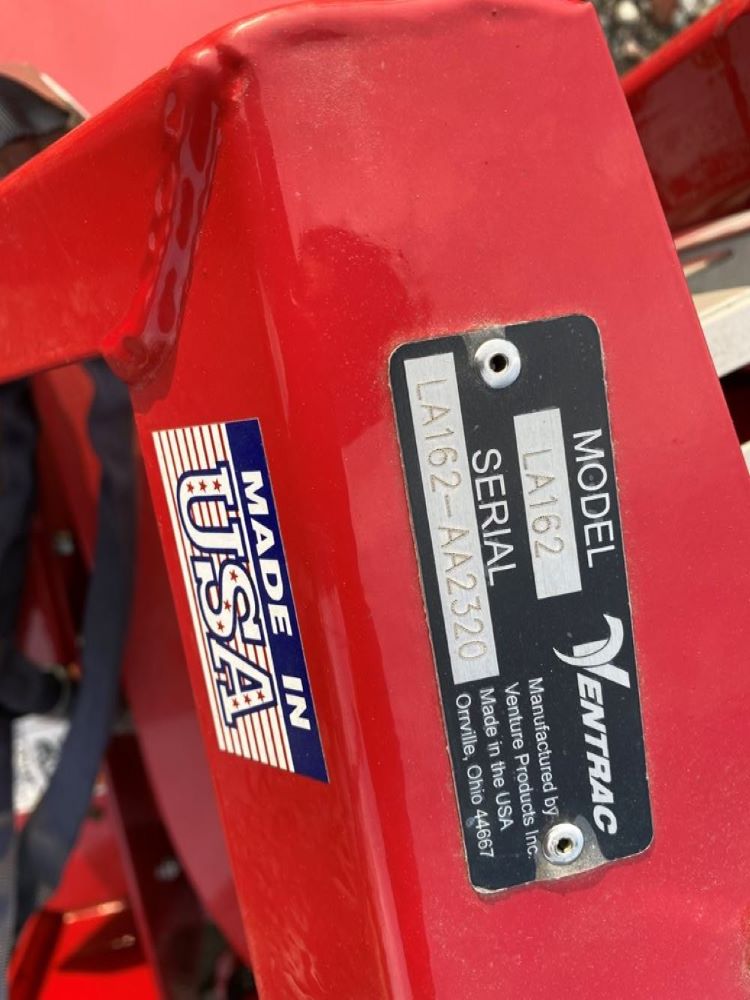 MODEL
LA162
SERIAL
LA162-AA2320
VENTRAC
Manufactured by
Venture Products Inc.
Made in the USA
Orrville, Ohio 44667
MADE IN
USA